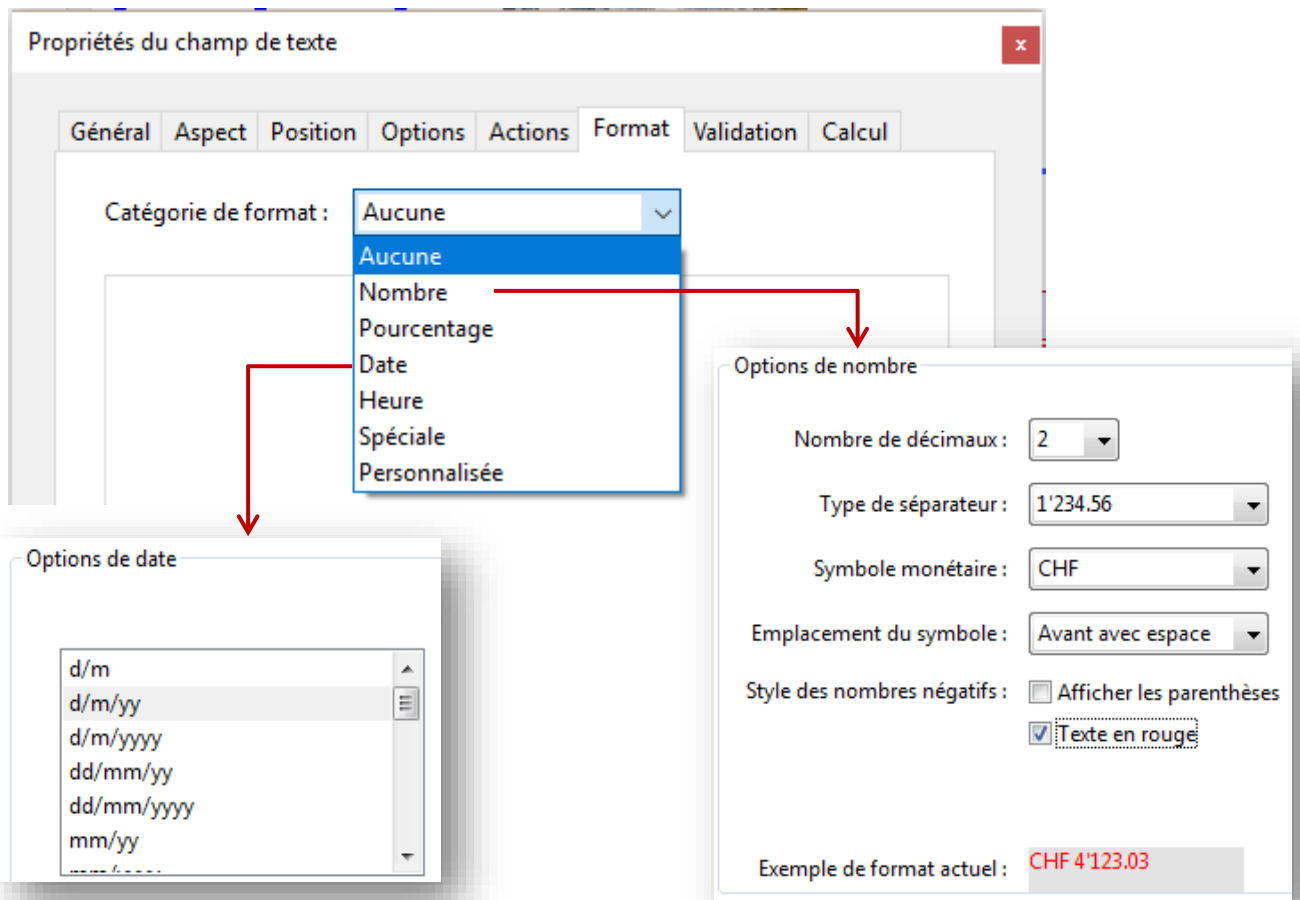 Propriétés du champ de texte
x
Général Aspect Position Options Actions Format Validation Calcul
Catégorie de format : Aucune
Aucune
Nombre
Pourcentage
Date
Heure
Spéciale
Personnalisée
Options de date
d/m
d/m/yy
d/m/yyyy
dd/mm/yy
dd/mm/yyyy
mm/yy
Options de nombre
Nombre de décimaux : 2
Type de séparateur : 1'234.56
Symbole monétaire : CHF
Emplacement du symbole : Avant avec espace
Style des nombres négatifs : Afficher les parenthèses
Texte en rouge
Exemple de format actuel : CHF 4'123.03